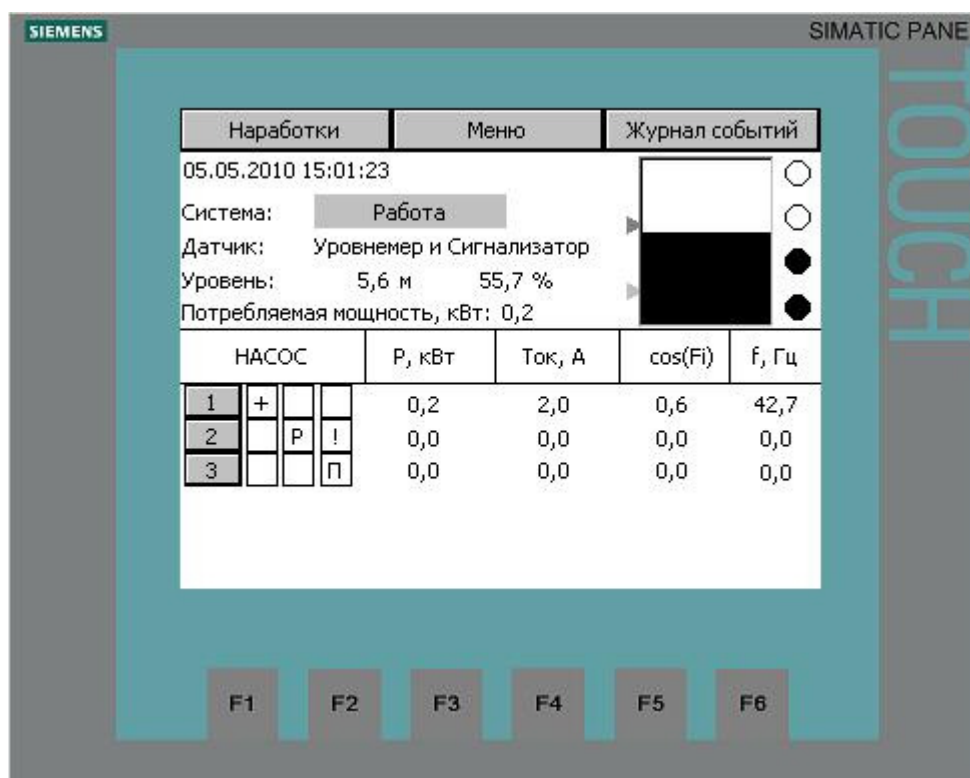 SIEMENS
SIMATIC PANE
TOUCH
Наработки Меню Журнал событий
05.05.2010 15:01:23
Система: Работа
Датчик: Уровнемер и Сигнализатор
Уровень: 5,6 м 55,7 %
Потребляемая мощность, кВт: 0,2
НАСОС P, кВт Ток, А cos(Fi) f, Гц
1 + 0,2 2,0 0,6 42,7
2 Р ! 0,0 0,0 0,0 0,0
3 П 0,0 0,0 0,0 0,0
F1 F2 F3 F4 F5 F6